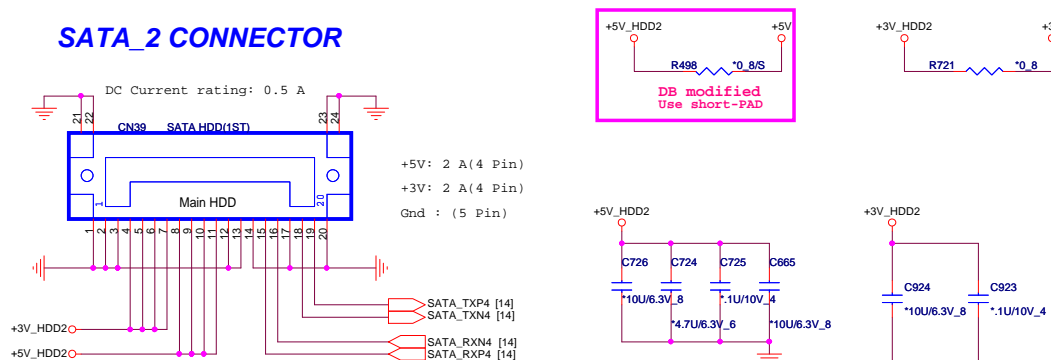 SATA_2 CONNECTOR
DC Current rating: 0.5 A
21
22
23
24
CN39 SATA HDD(1ST)
1
20
Main HDD
1
2
3
4
5
6
7
8
9
10
11
12
13
14
15
16
17
18
19
20
+5V: 2 A(4 Pin)
+3V: 2 A(4 Pin)
Gnd : (5 Pin)
SATA_TXP4 [14]
SATA_TXN4 [14]
SATA_RXN4 [14]
SATA_RXP4 [14]
+3V_HDD2
+5V_HDD2
+5V_HDD2
+5V
R498
*0_8/S
DB modified
Use short-PAD
+3V_HDD2
R721
*0_8
+5V_HDD2
C726
C724
C725
C665
*10U/6.3V_8
*.1U/10V_4
*4.7U/6.3V_6
*10U/6.3V_8
+3V_HDD2
C924
*10U/6.3V_8
C923
*.1U/10V_4